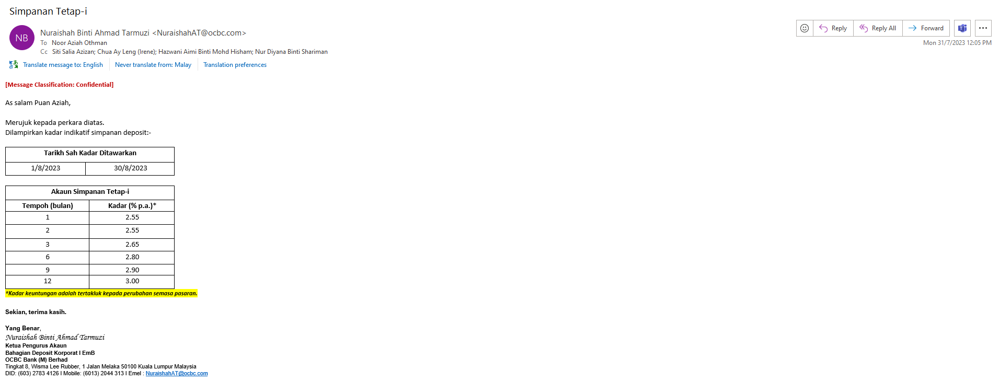 Simpanan Tetap-i
NB
Nuraishah Binti Ahmad Tarmuzi <NuraishahAT@ocbc.com>
Reply
Reply All
Forward
To Noor Aziah Othman
Mon 31/7/2023 12:05 PM
Cc Siti Salia Azizan; Chua Ay Leng (Irene); Hazwani Aimi Binti Mohd Hisham; Nur Diyana Binti Shariman
Translate message to: English
Never translate from: Malay
Translation preferences
[Message Classification: Confidential]
As salam Puan Aziah,
Merujuk kepada perkara diatas.
Dilampirkan kadar indikatif simpanan deposit:-
Tarikh Sah Kadar Ditawarkan
1/8/2023 30/8/2023
Akaun Simpanan Tetap-i
Tempoh (bulan) Kadar (% p.a.)*
1 2.55
2 2.55
3 2.65
6 2.80
9 2.90
12 3.00
*Kadar keuntungan adalah tertakluk kepada perubahan semasa pasaran.
Sekian, terima kasih.
Yang Benar,
Nuraishah Binti Ahmad Tarmuzi
Ketua Pengurus Akaun
Bahagian Deposit Korporat I EmB
OCBC Bank (M) Berhad
Tingkat 8, Wisma Lee Rubber, 1 Jalan Melaka 50100 Kuala Lumpur Malaysia
DID: (603) 2783 4126 I Mobile: (6013) 2044 313 I Emel : NuraishahAT@ocbc.com